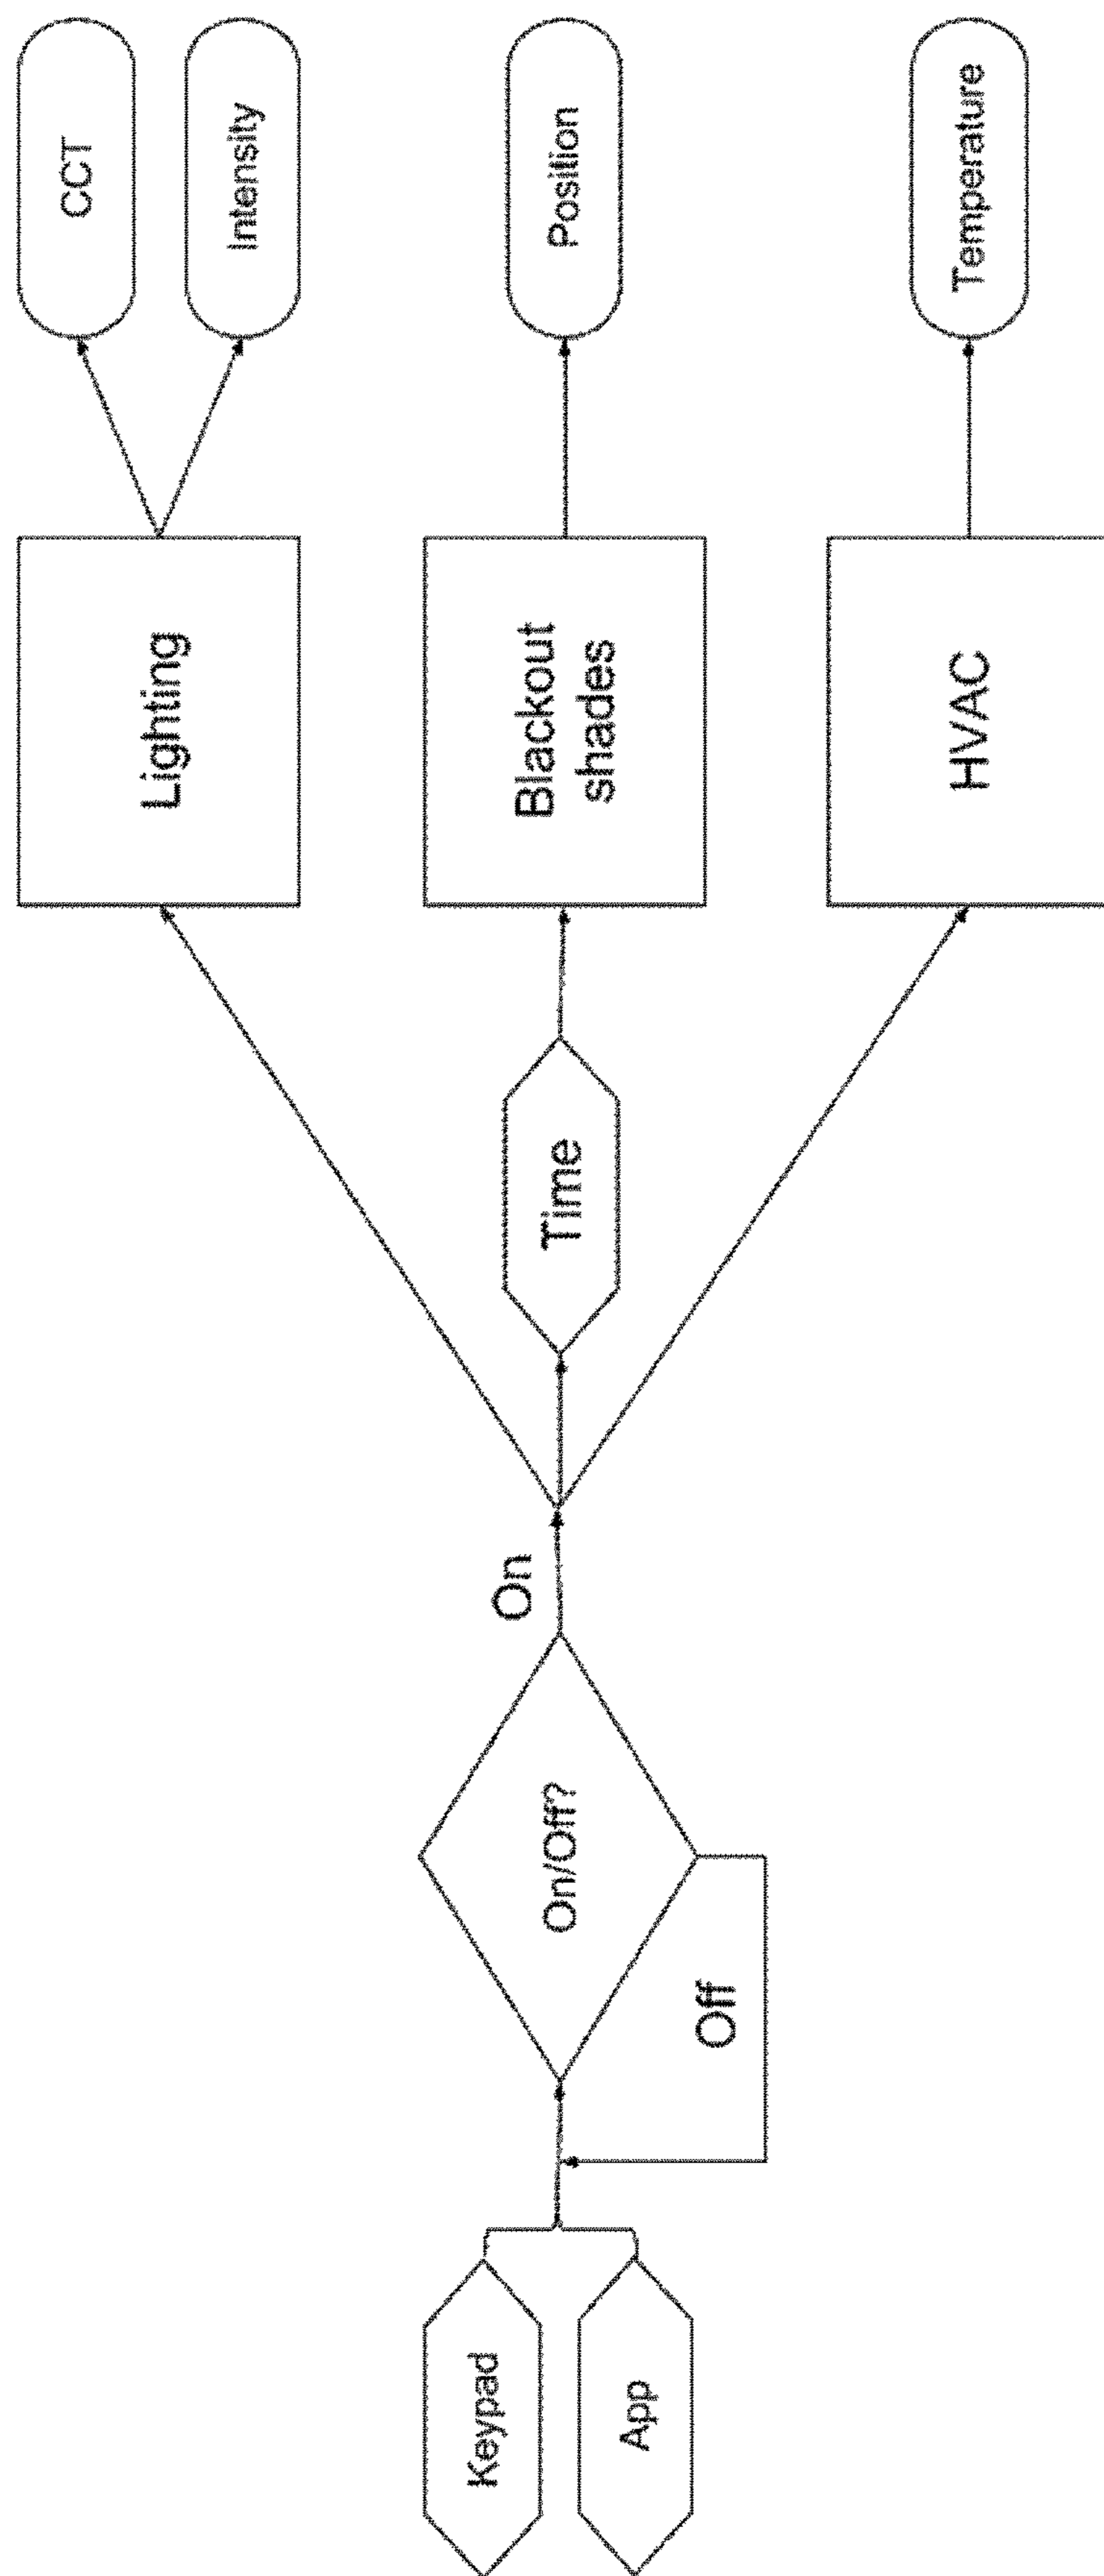 Keypad
App
On/Off?
Off
On
Time
Lighting
Blackout
shades
HVAC
CCT
Intensity
Position
Temperature